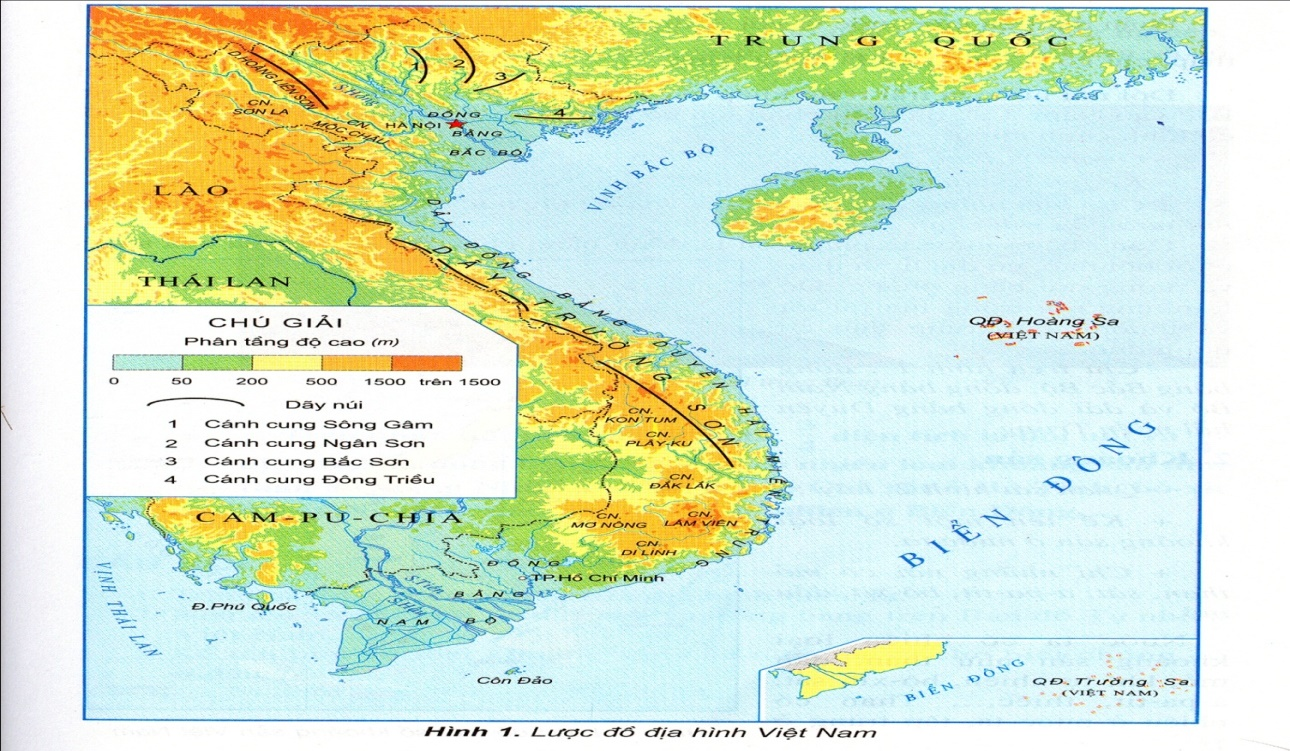 TRUNG QUỐC
D.HOÀNG LIÊN SƠN
S.Hồng
1
2
3
4
CN.
SƠN LA
CN.
MỘC CHÂU
HÀ NỘI
ĐỒNG
BẰNG
BẮC BỘ
VỊNH BẮC BỘ
LÀO
THÁI LAN
DẢI ĐỒNG BẰNG DUYÊN HẢI MIỀN TRUNG
DÃY TRƯỜNG SƠN
QĐ. Hoàng Sa
(VIỆT NAM)
CHÚ GIẢI
Phân tầng độ cao (m)
0 50 200 500 1500 trên 1500
Dãy núi
1 Cánh cung Sông Gâm
2 Cánh cung Ngân Sơn
3 Cánh cung Bắc Sơn
4 Cánh cung Đông Triều
CN.
KON TUM
CN.
PLÂY-KU
CN.
ĐẮK LẮK
CN.
MƠ NÔNG
CN.
LÂM VIÊN
CN.
DI LINH
BIỂN ĐÔNG
CAM-PU-CHIA
ĐỒNG
BẰNG
NAM BỘ
TP.Hồ Chí Minh
S.Tiền
S.Hậu
VỊNH THÁI LAN
Đ.Phú Quốc
Côn Đảo
BIỂN ĐÔNG
QĐ. Trường Sa
(VIỆT NAM)
Hình 1. Lược đồ địa hình Việt Nam